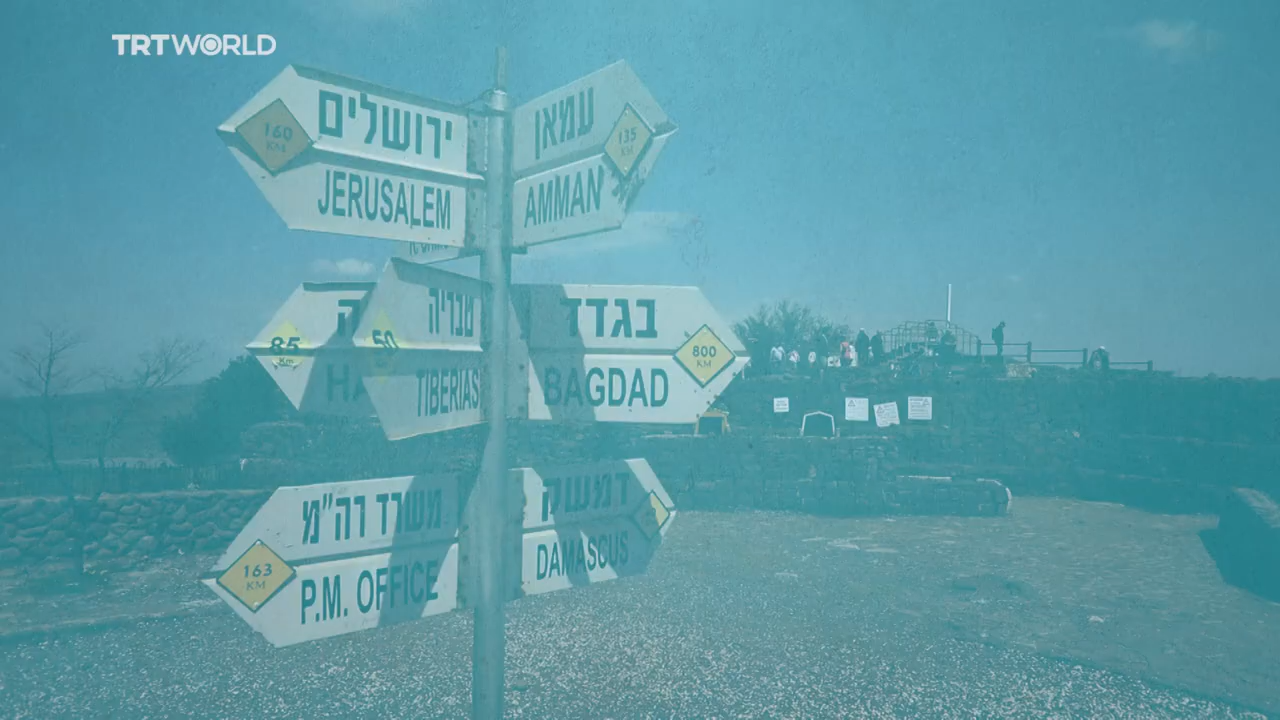 TRTWORLD
ירושלים
160
KM
JERUSALEM
עמאן
135
KM
AMMAN
85
Km
טבריה
50
TIBERIAS
בגדד
800
KM
BAGDAD
משרד רה"מ
163
KM
P.M. OFFICE
דמשק
DAMASCUS